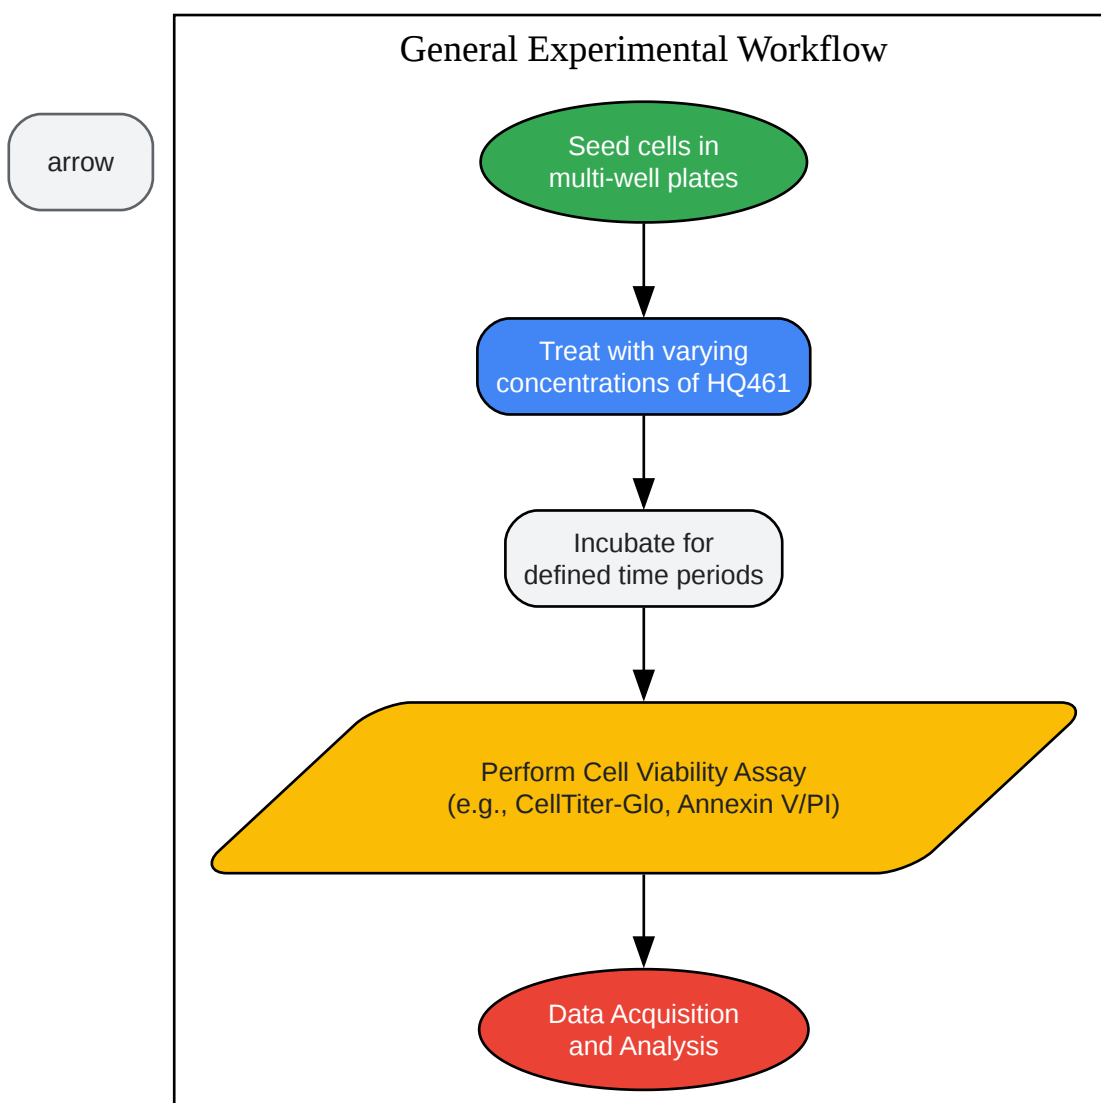 General Experimental Workflow
arrow
Seed cells in
multi-well plates
Treat with varying
concentrations of HQ461
Incubate for
defined time periods
Perform Cell Viability Assay
(e.g., CellTiter-Glo, Annexin V/PI)
Data Acquisition
and Analysis